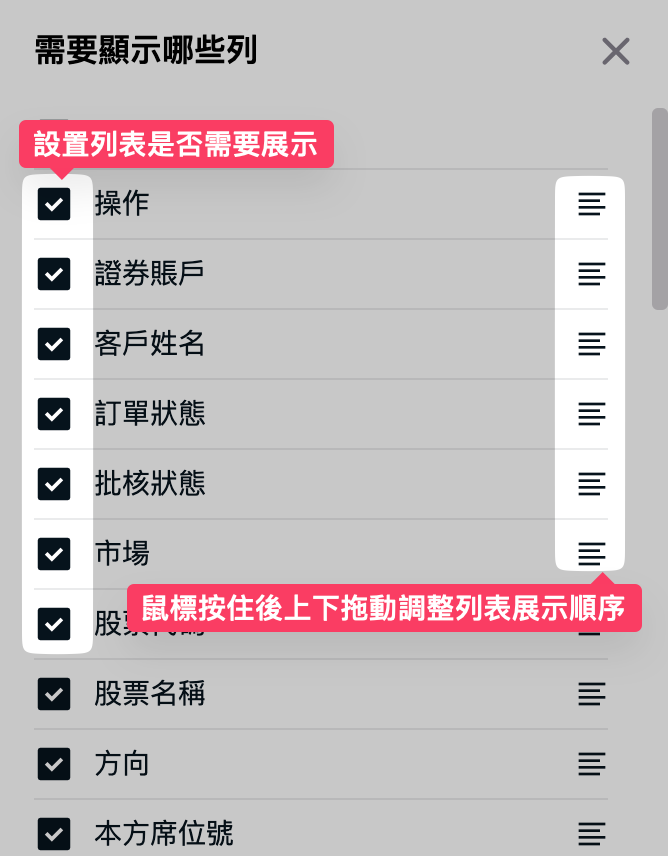 需要顯示哪些列
設置列表是否需要展示
操作
證券賬戶
客戶姓名
訂單狀態
批核狀態
市場
鼠標按住後上下拖動調整列表展示順序
股票代碼
股票名稱
方向
本方席位號